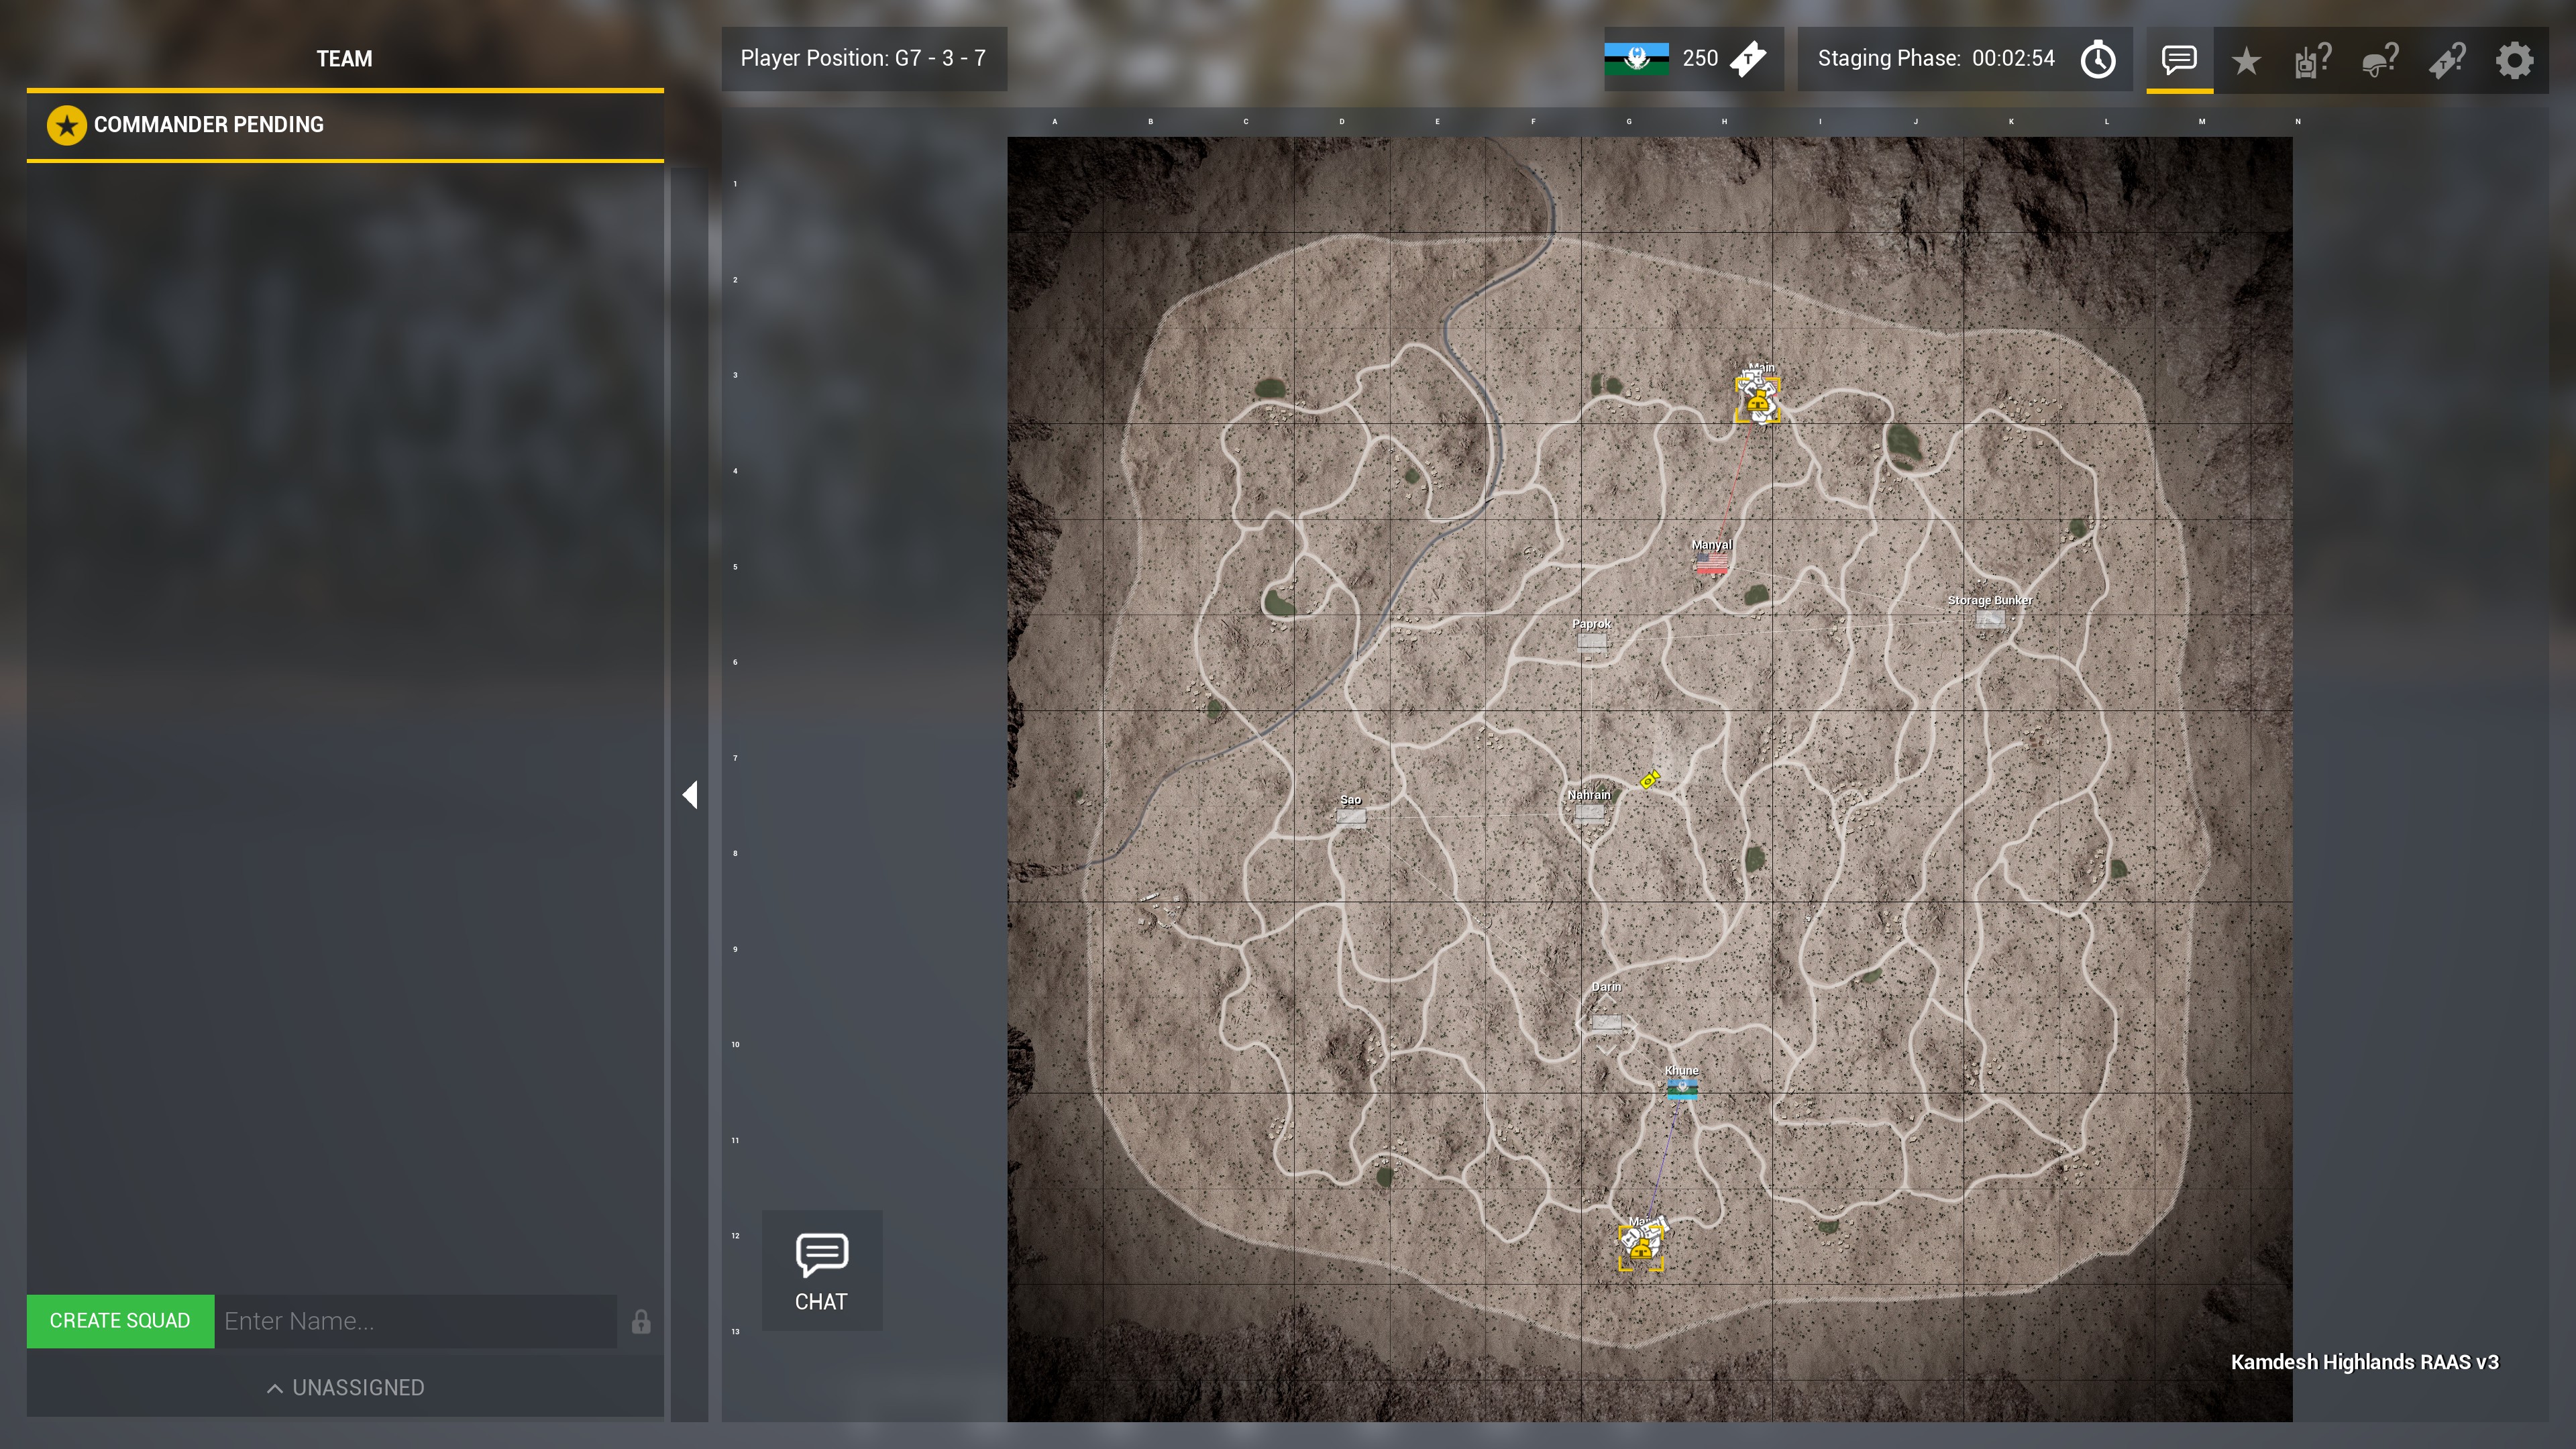 TEAM
Player Position: G7 - 3 - 7
250
Staging Phase: 00:02:54
COMMANDER PENDING
A B C D E F G H I J K L M N
1
2
3
4
5
6
7
8
9
10
11
12
13
Main
Manyal
Storage Bunker
Paprok
Nahrain
Sao
Darin
Khune
CHAT
CREATE SQUAD
Enter Name...
UNASSIGNED
Kamdesh Highlands RAAS v3